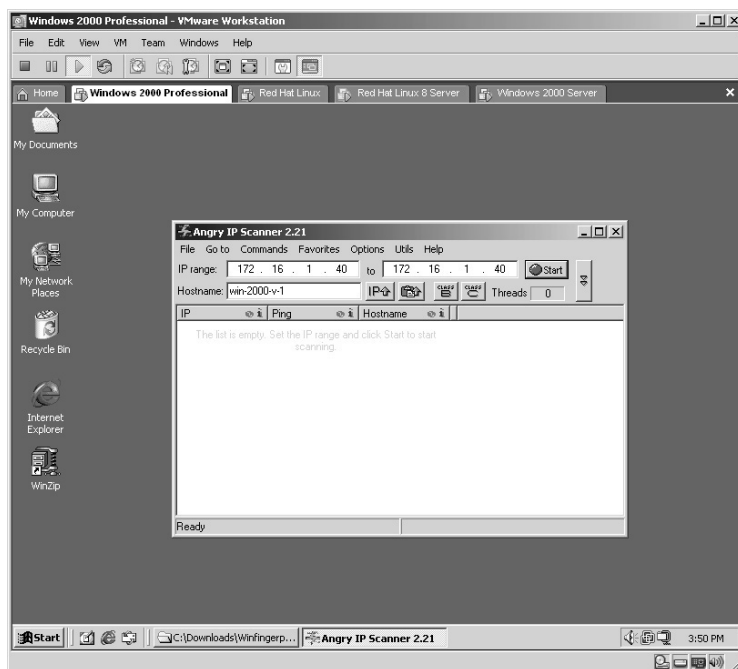 Windows 2000 Professional - VMware Workstation
File Edit View VM Team Windows Help
Home Windows 2000 Professional Red Hat Linux Red Hat Linux 8 Server Windows 2000 Server
My Documents
My Computer
My Network Places
Recycle Bin
Internet Explorer
WinZip
Angry IP Scanner 2.21
File Go to Commands Favorites Options Utils Help
IP range: 172 . 16 . 1 . 40 to 172 . 16 . 1 . 40 Start
Hostname: win-2000-v-1 IP CLASS B CLASS C Threads 0
IP Ping Hostname
The list is empty. Set the IP range and click Start to start
scanning.
Ready
Start C:\Downloads\Winfingerp... Angry IP Scanner 2.21 3:50 PM